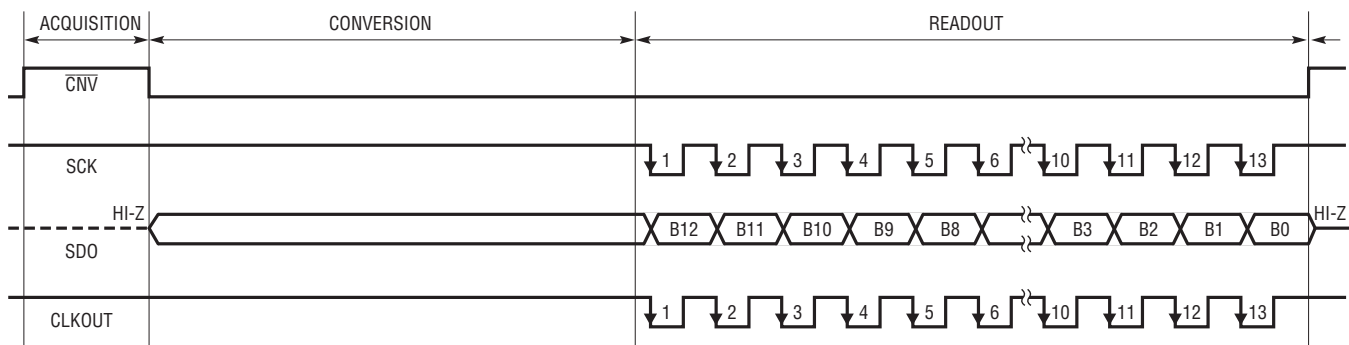 ACQUISITION CONVERSION READOUT
CNV
SCK 1 2 3 4 5 6 10 11 12 13
HI-Z B12 B11 B10 B9 B8 B3 B2 B1 B0 HI-Z
SDO
CLKOUT 1 2 3 4 5 6 10 11 12 13